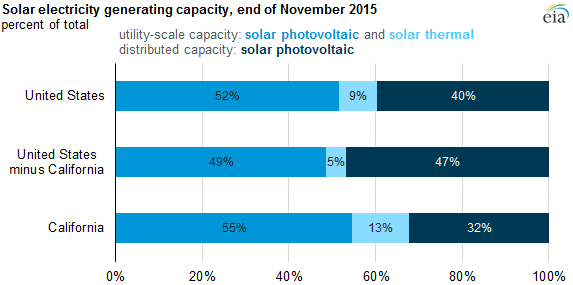 Solar electricity generating capacity, end of November 2015
percent of total
eia
utility-scale capacity: solar photovoltaic and solar thermal
distributed capacity: solar photovoltaic
United States
52%
9%
40%
United States
minus California
49%
5%
47%
California
55%
13%
32%
0%
20%
40%
60%
80%
100%